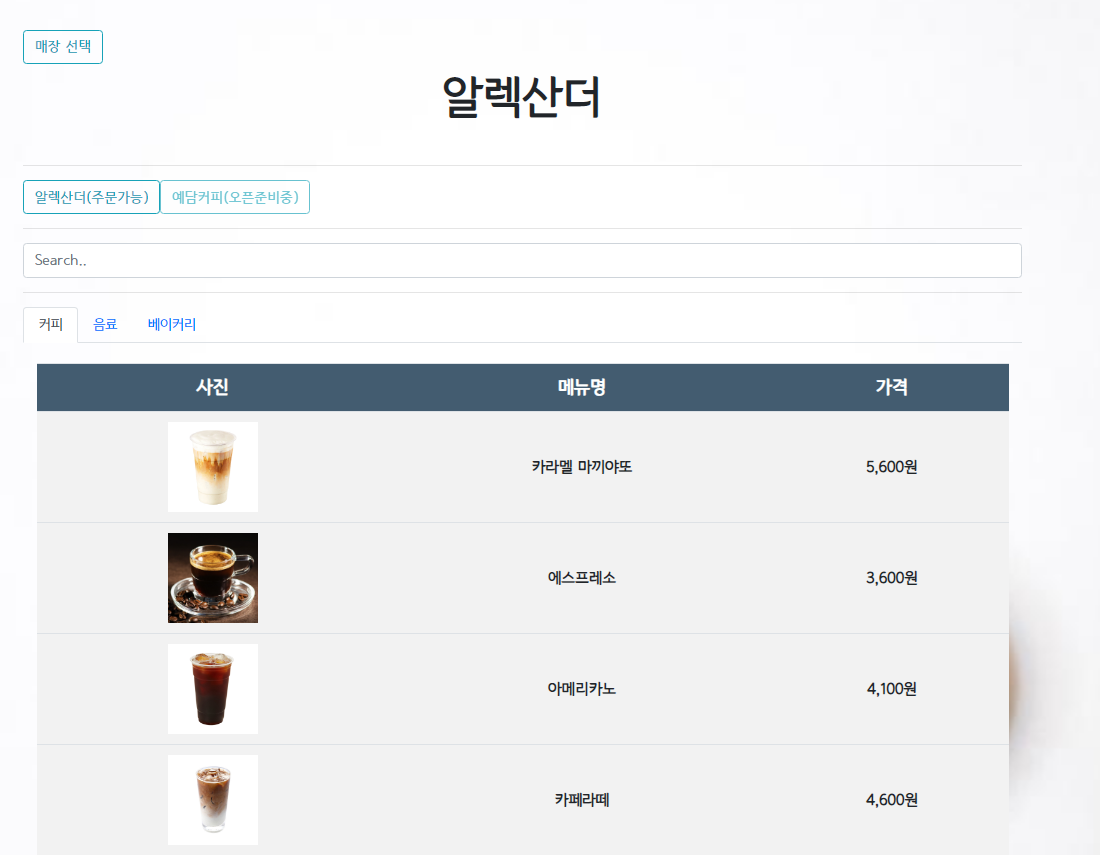 매장 선택
알렉산더
알렉산더(주문가능) 예담커피(오픈준비중)
Search..
커피 음료 베이커리
사진 메뉴명 가격
카라멜 마끼야또 5,600원
에스프레소 3,600원
아메리카노 4,100원
카페라떼 4,600원